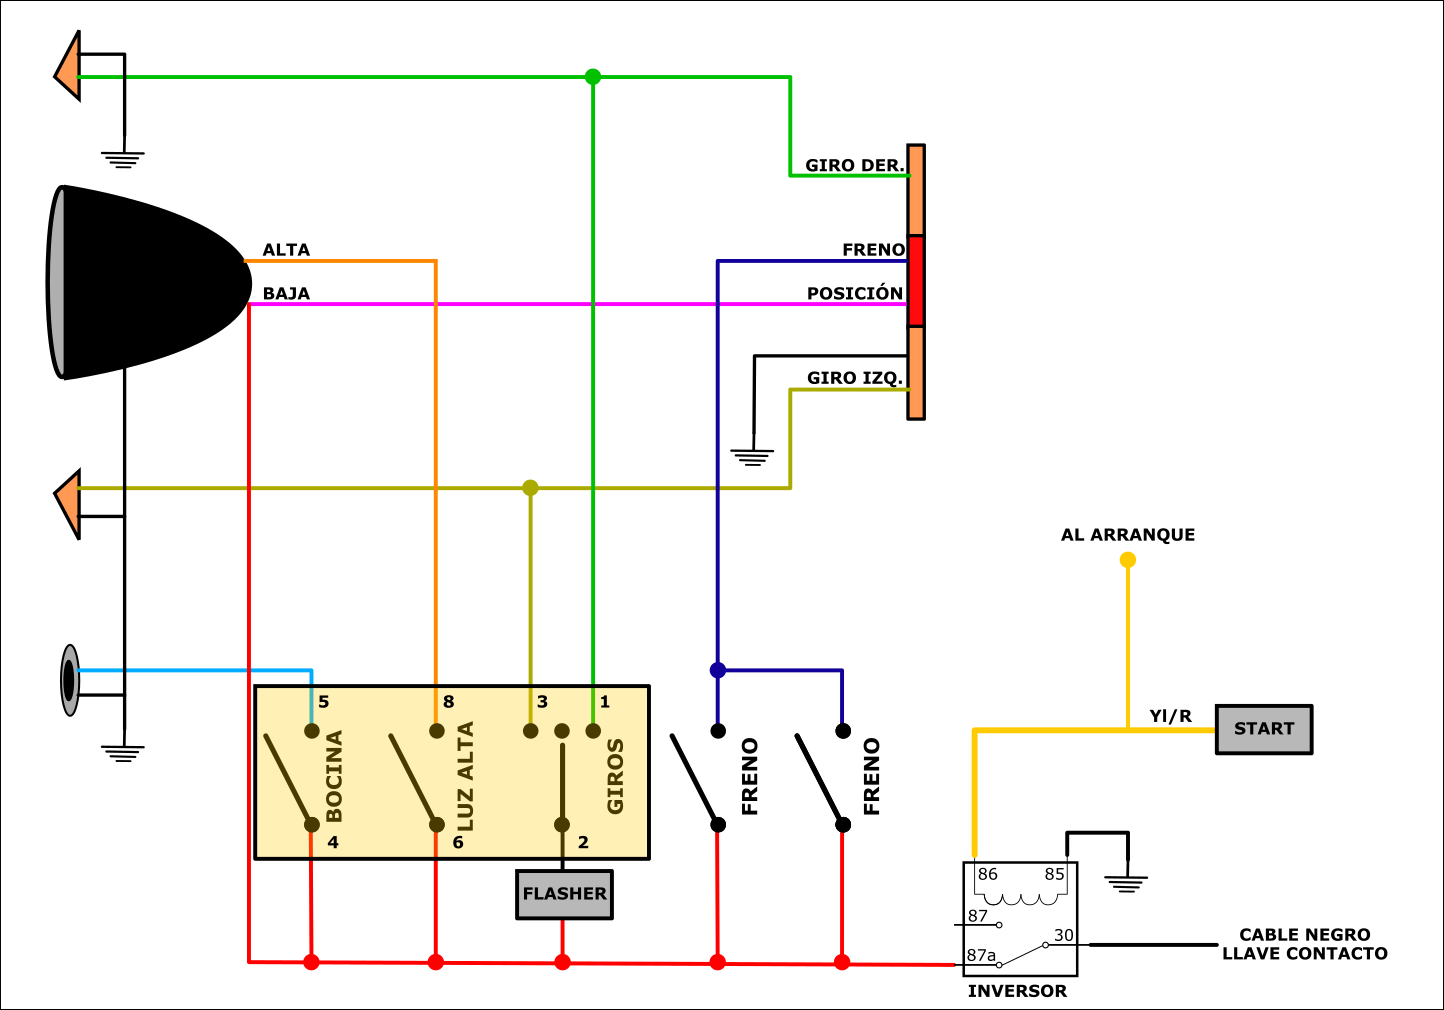 GIRO DER.
ALTA
FRENO
BAJA
POSICIÓN
GIRO IZQ.
AL ARRANQUE
Yl/R
START
5
8
3
1
BOCINA
LUZ ALTA
GIROS
FRENO
FRENO
4
6
2
FLASHER
86
85
87
30
87a
CABLE NEGRO
LLAVE CONTACTO
INVERSOR